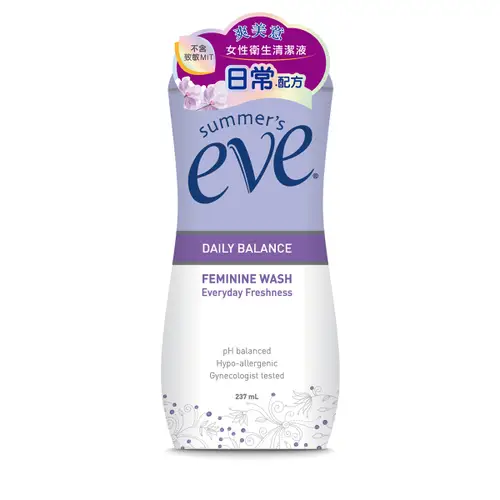 爽美意
不含
致敏MIT
女性衛生清潔液
日常.配方
summer's
eve®
DAILY BALANCE
FEMININE WASH
Everyday Freshness
pH balanced
Hypo-allergenic
Gynecologist tested
237 mL